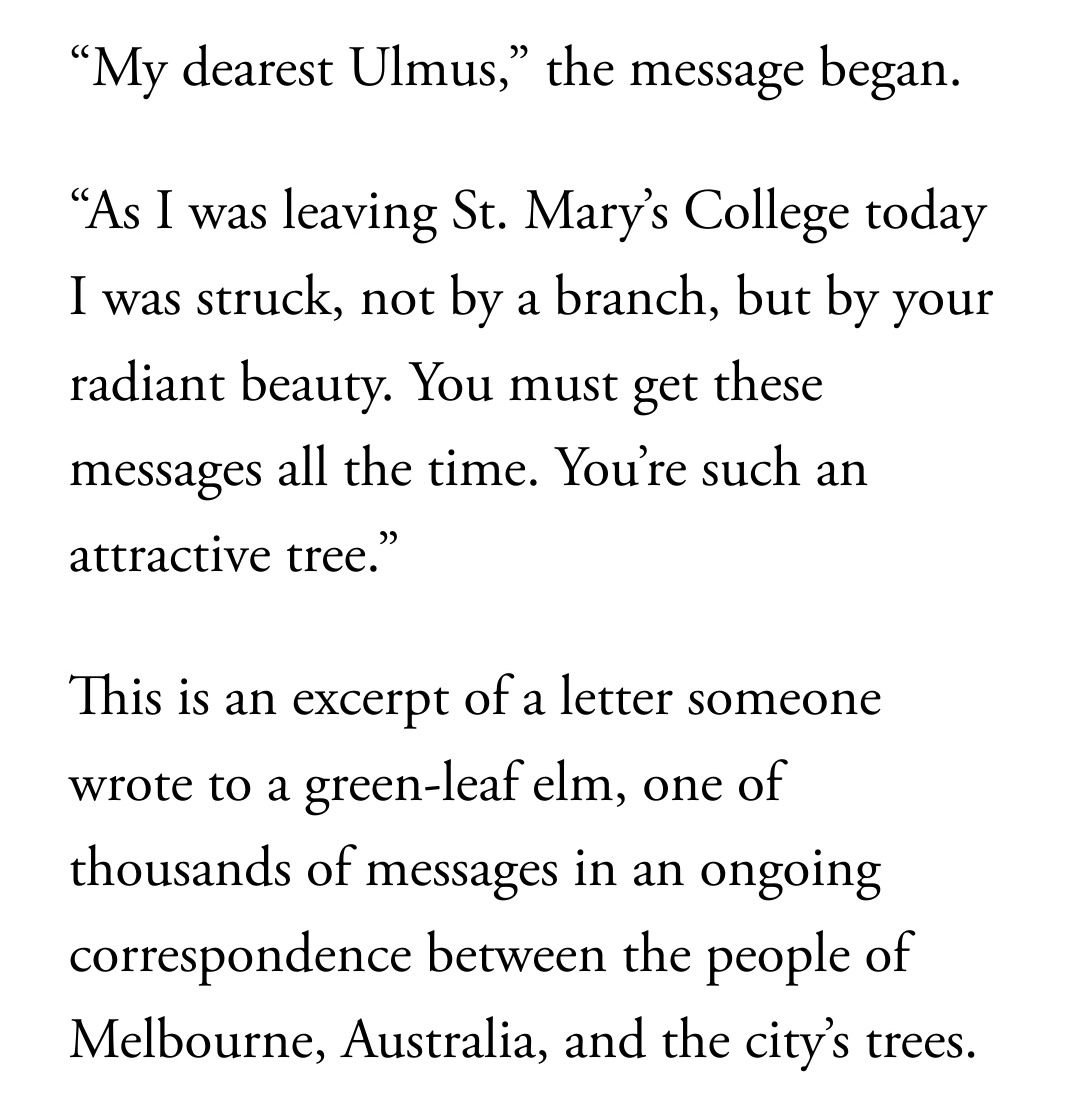 “My dearest Ulmus,” the message began.
“As I was leaving St. Mary’s College today
I was struck, not by a branch, but by your
radiant beauty. You must get these
messages all the time. You’re such an
attractive tree.”
This is an excerpt of a letter someone
wrote to a green-leaf elm, one of
thousands of messages in an ongoing
correspondence between the people of
Melbourne, Australia, and the city’s trees.